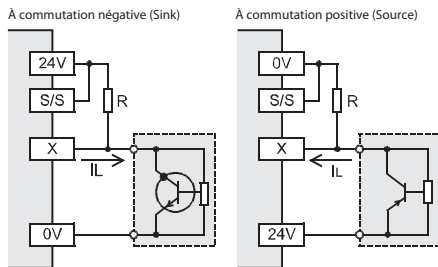 À commutation négative (Sink)
24V
S/S
R
X
IL
0V
À commutation positive (Source)
0V
S/S
R
X
IL
24V